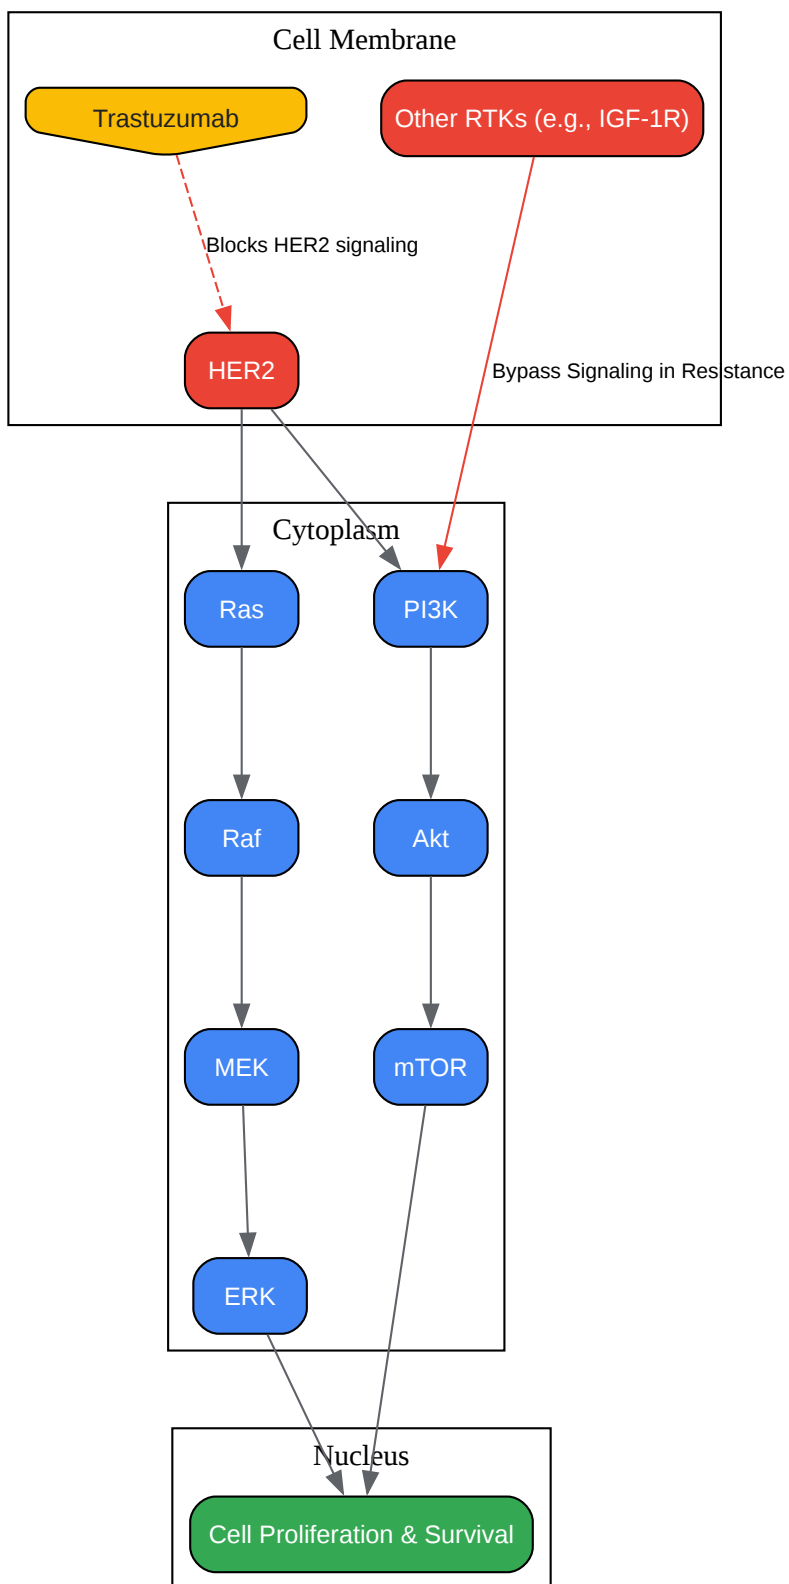 Cell Membrane
Trastuzumab
Other RTKs (e.g., IGF-1R)
Blocks HER2 signaling
HER2
Bypass Signaling in Resistance
Cytoplasm
Ras
PI3K
Raf
Akt
MEK
mTOR
ERK
Nucleus
Cell Proliferation & Survival